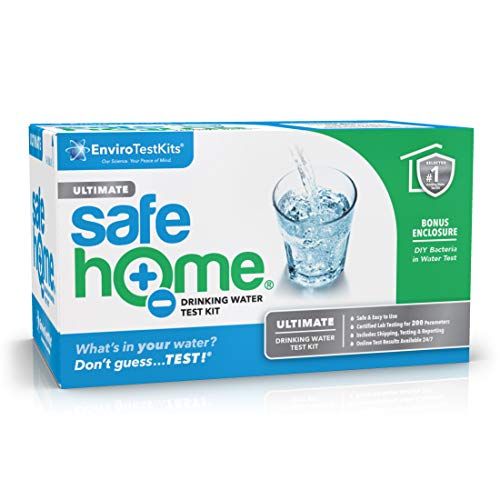 EnviroTestKits®
Our Science. Your Peace of Mind.
ULTIMATE
safe
home®
DRINKING WATER
TEST KIT
What's in your water?
Don't guess...TEST!®
#1
BONUS
ENCLOSURE
DIY Bacteria
in Water Test
ULTIMATE
DRINKING WATER
TEST KIT
• Safe & Easy to Use
• Certified Lab Testing for 200 Parameters
• Includes Shipping, Testing & Reporting
• Online Test Results Available 24/7